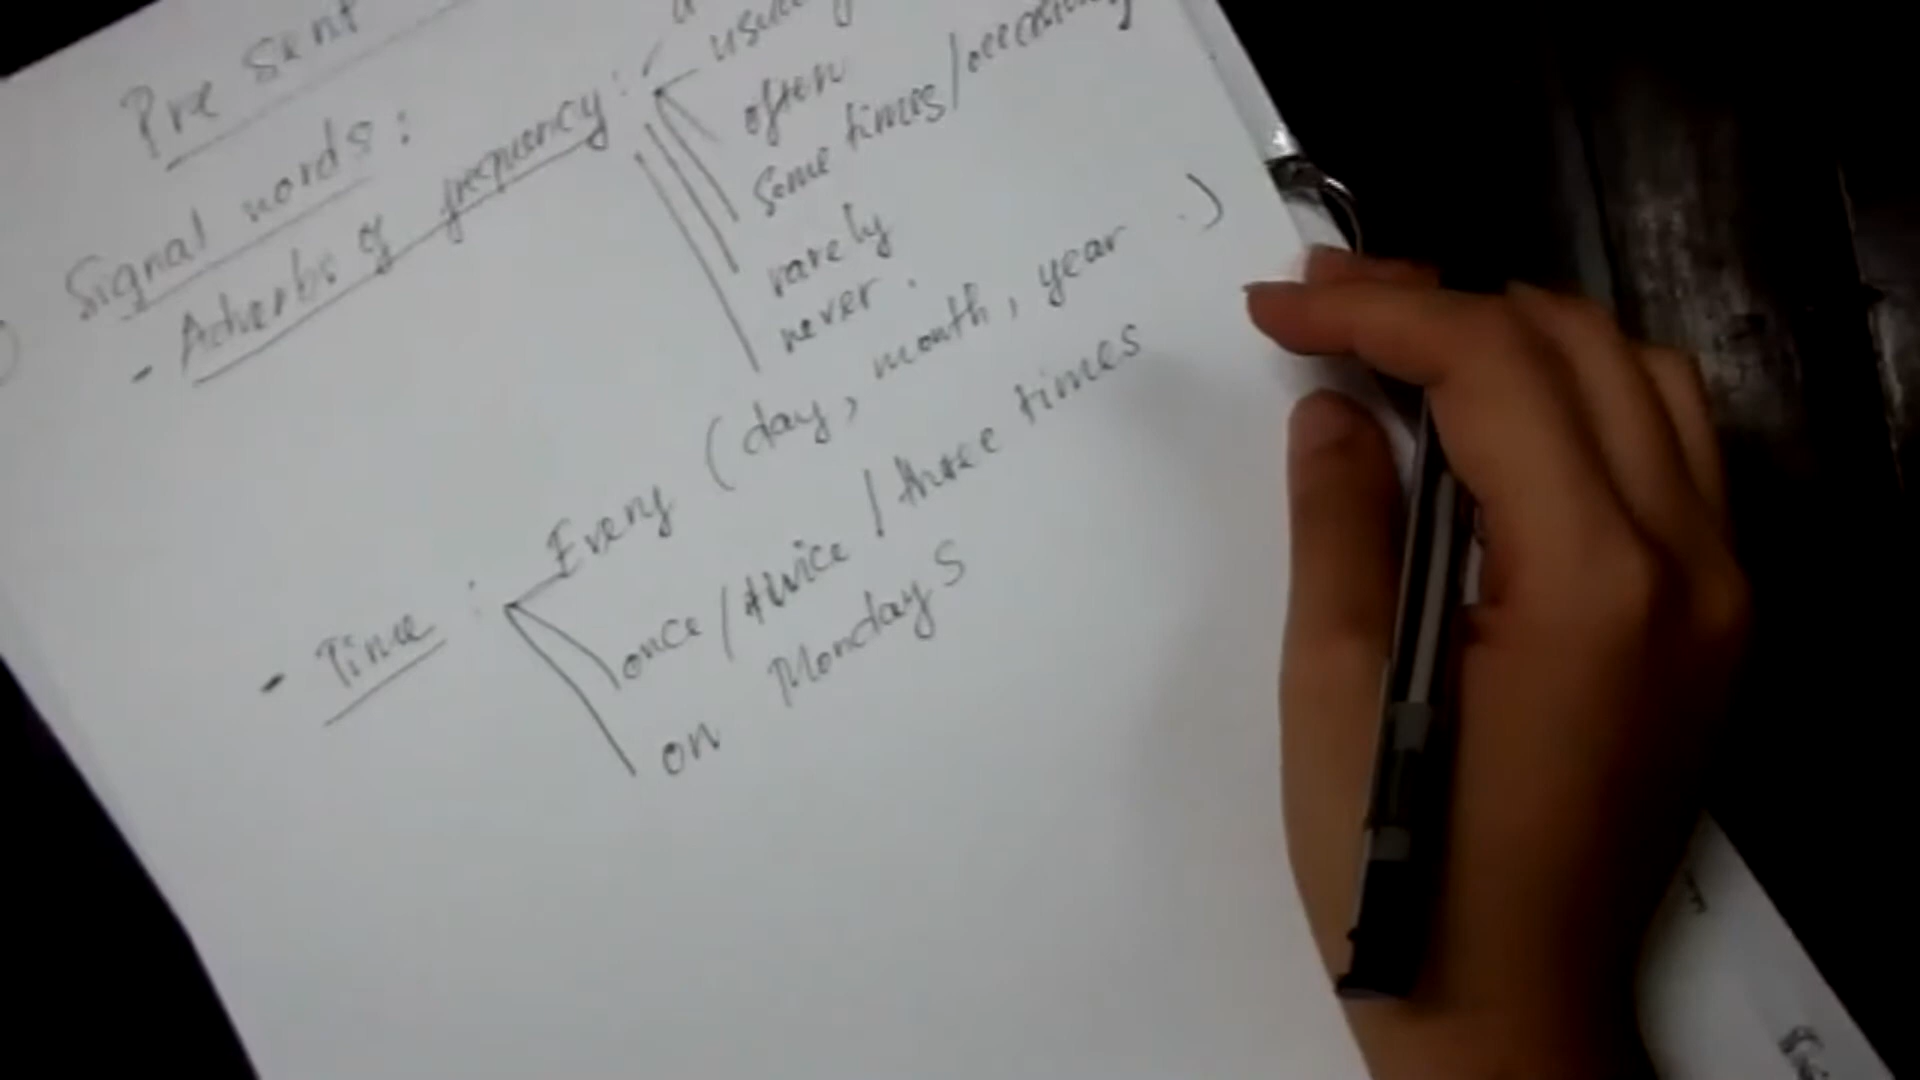 Present
Signal words:
- Adverbs of frequency:
often
Some times/
rarely
never.
- Time :
Every (day, month, year .)
once/twice/three times
on Mondays